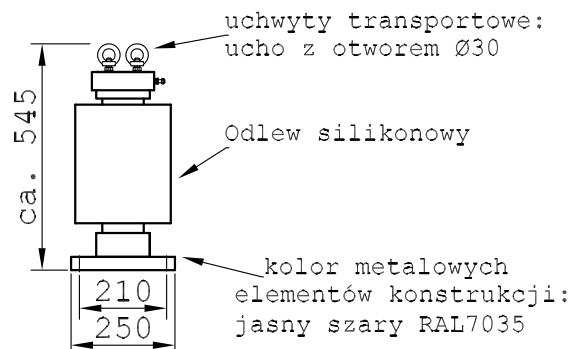 uchwyty transportowe:
ucho z otworem Ø30
ca. 545
Odlew silikonowy
kolor metalowych
elementów konstrukcji:
jasny szary RAL7035
210
250